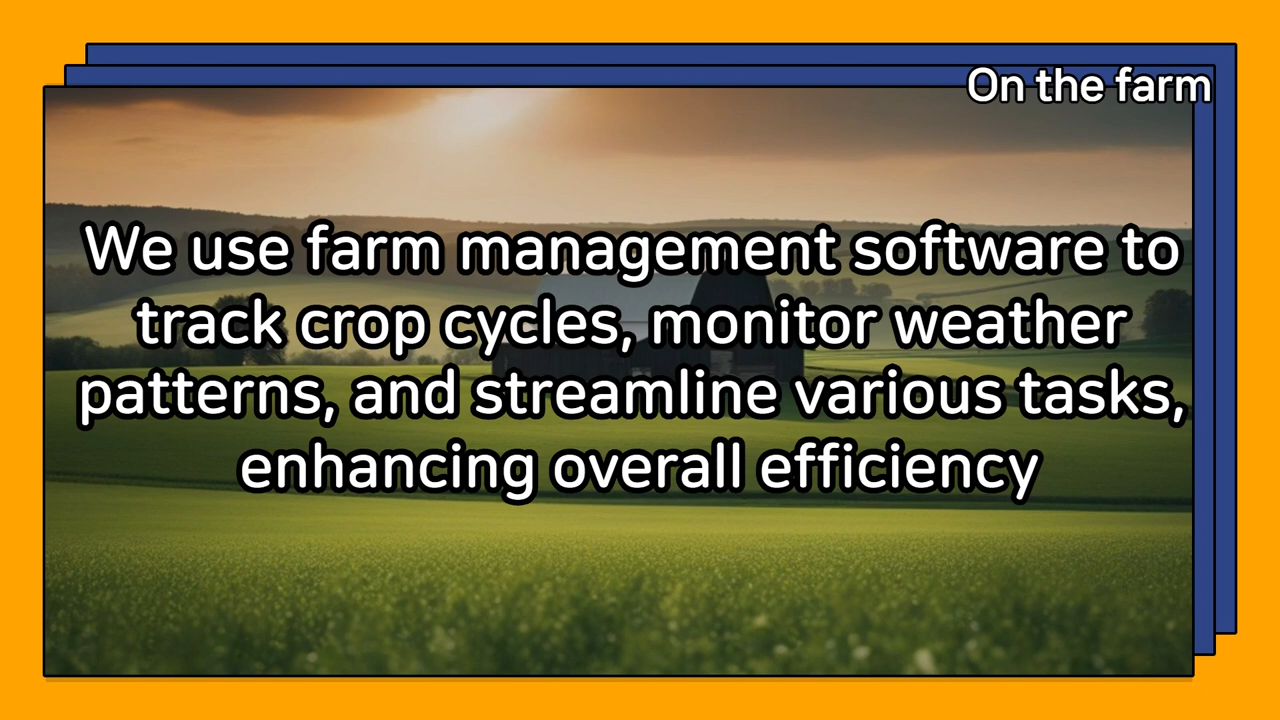 On the farm
We use farm management software to
track crop cycles, monitor weather
patterns, and streamline various tasks,
enhancing overall efficiency